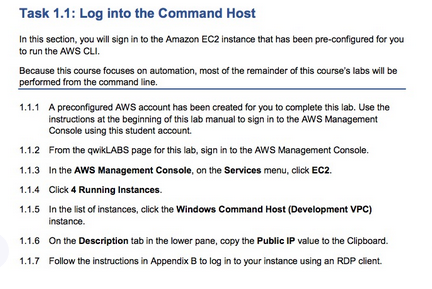 Task 1.1: Log into the Command Host
In this section, you will sign in to the Amazon EC2 instance that has been pre-configured for you
to run the AWS CLI.
Because this course focuses on automation, most of the remainder of this course's labs will be
performed from the command line.
1.1.1 A preconfigured AWS account has been created for you to complete this lab. Use the
instructions at the beginning of this lab manual to sign in to the AWS Management
Console using this student account.
1.1.2 From the qwikLABS page for this lab, sign in to the AWS Management Console.
1.1.3 In the AWS Management Console, on the Services menu, click EC2.
1.1.4 Click 4 Running Instances.
1.1.5 In the list of instances, click the Windows Command Host (Development VPC)
instance.
1.1.6 On the Description tab in the lower pane, copy the Public IP value to the Clipboard.
1.1.7 Follow the instructions in Appendix B to log in to your instance using an RDP client.